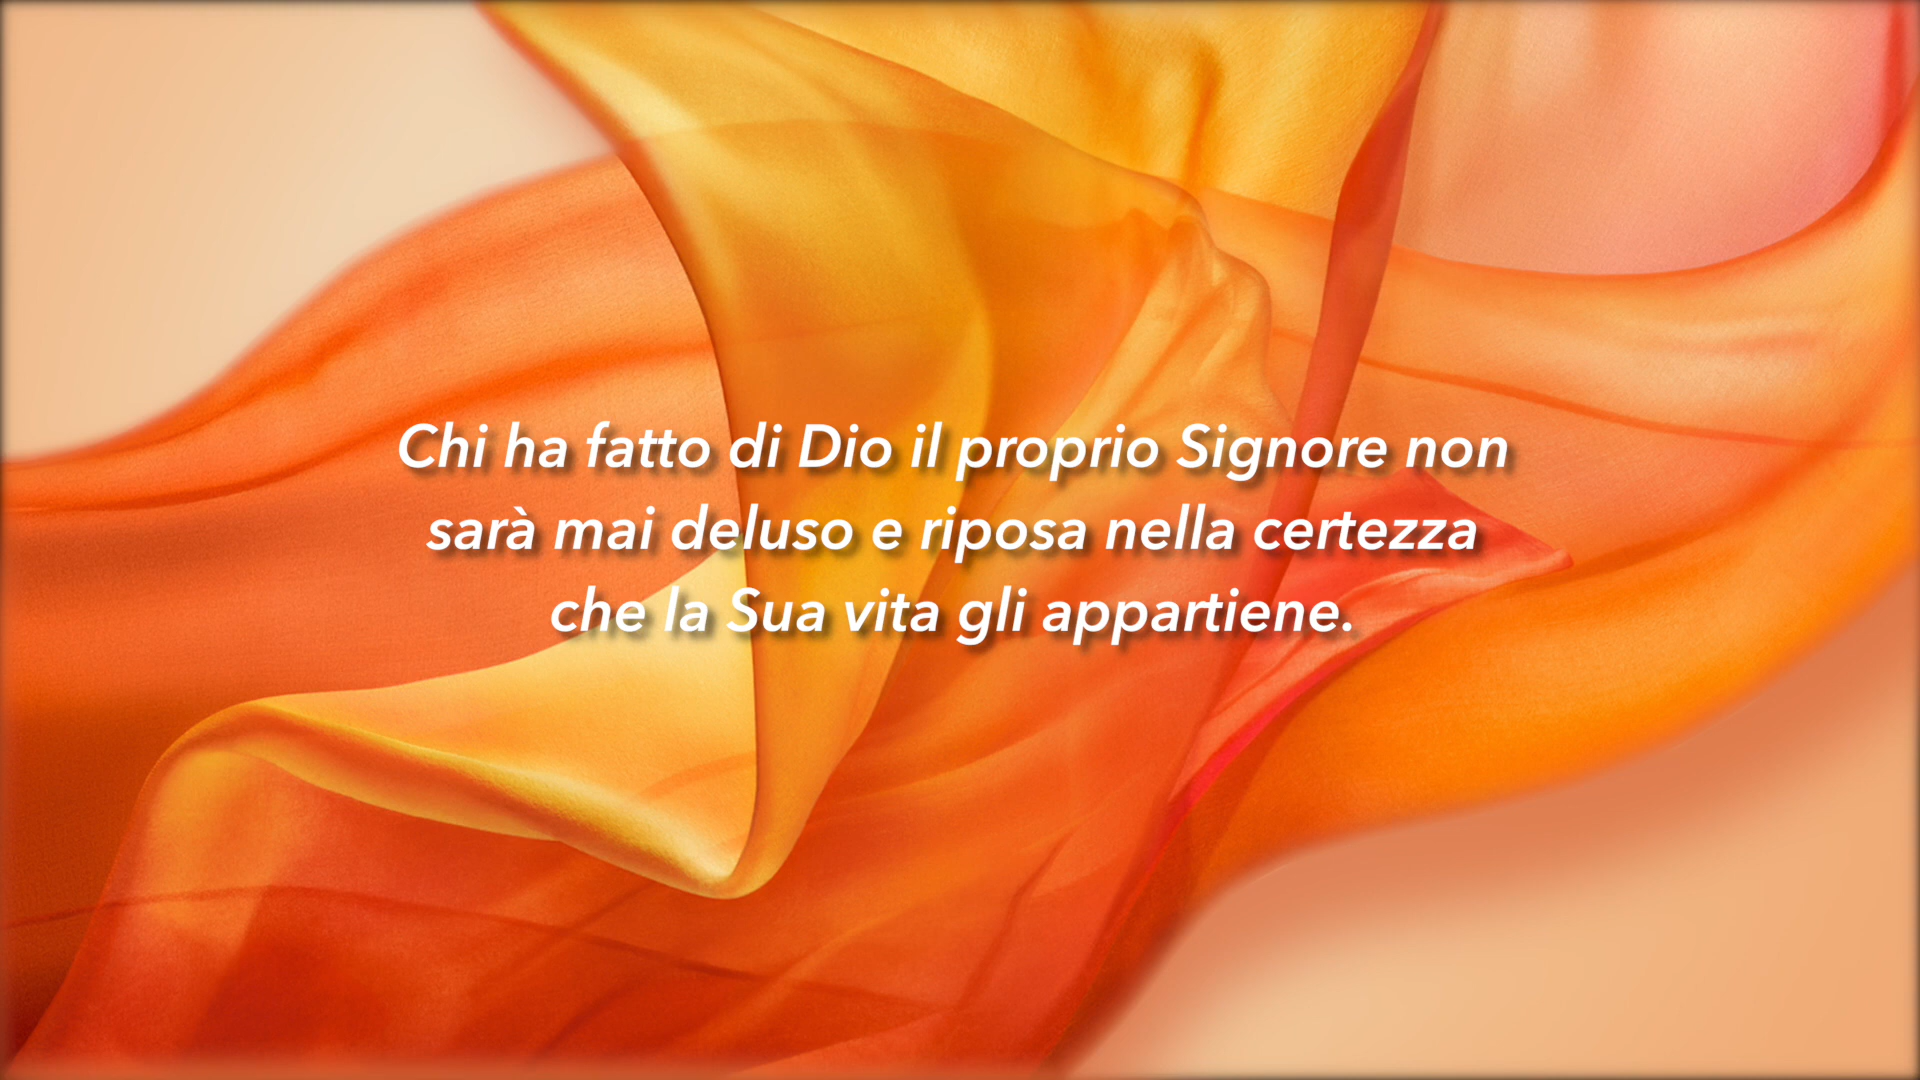 Chi ha fatto di Dio il proprio Signore non
sarà mai deluso e riposa nella certezza
che la Sua vita gli appartiene.